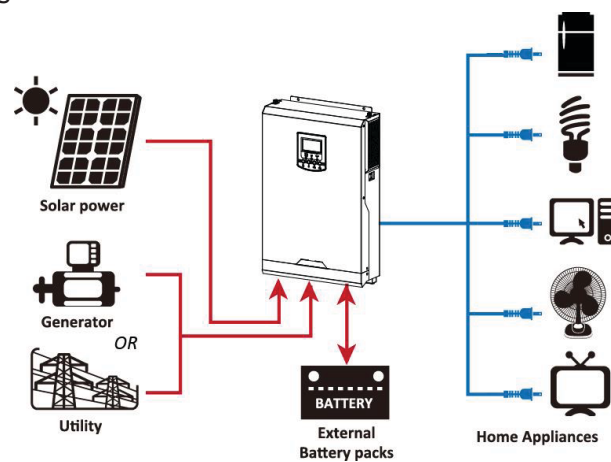 Solar power
Generator
OR
Utility
BATTERY
External
Battery packs
Home Appliances